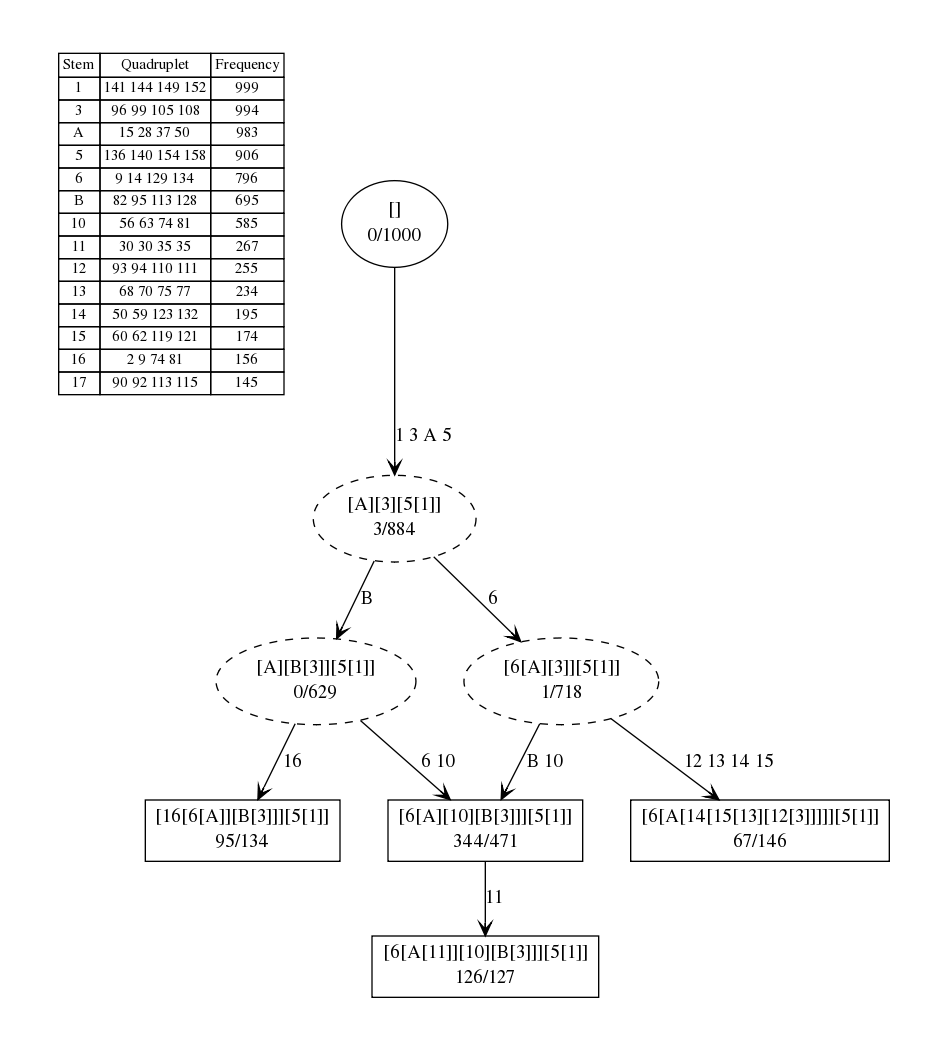 Stem Quadruplet Frequency
1 141 144 149 152 999
3 96 99 105 108 994
A 15 28 37 50 983
5 136 140 154 158 906
6 9 14 129 134 796
B 82 95 113 128 695
10 56 63 74 81 585
11 30 30 35 35 267
12 93 94 110 111 255
13 68 70 75 77 234
14 50 59 123 132 195
15 60 62 119 121 174
16 2 9 74 81 156
17 90 92 113 115 145
[]
0/1000
1 3 A 5
[A][3][5[1]]
3/884
B
6
[A][B[3]][5[1]]
0/629
[6[A][3]][5[1]]
1/718
16
6 10
B 10
12 13 14 15
[16[6[A]][B[3]]][5[1]]
95/134
[6[A][10][B[3]]][5[1]]
344/471
[6[A[14[15[13][12[3]]]]][5[1]]
67/146
11
[6[A[11]][10][B[3]]][5[1]]
126/127